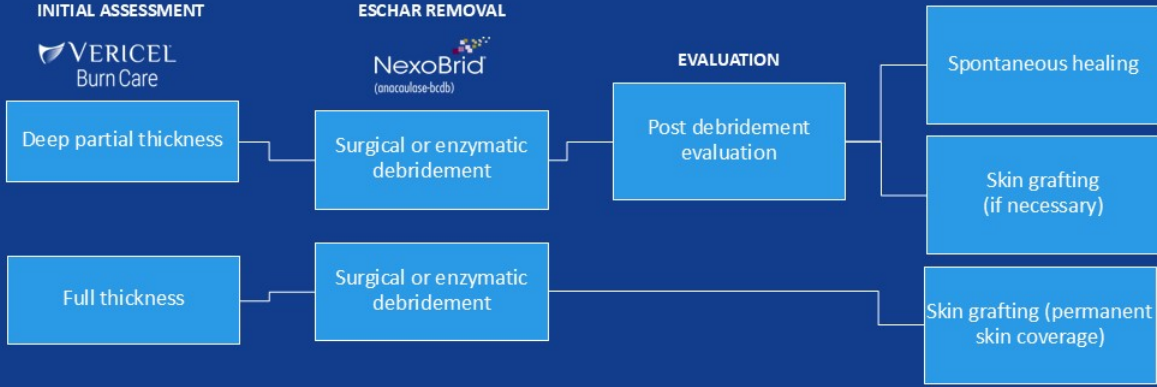 INITIAL ASSESSMENT
ESCHAR REMOVAL
VERICEL
Burn Care
NexoBrid
(anacaulase-bcdb)
EVALUATION
Spontaneous healing
Deep partial thickness
Surgical or enzymatic
debridement
Post debridement
evaluation
Skin grafting
(if necessary)
Full thickness
Surgical or enzymatic
debridement
Skin grafting (permanent
skin coverage)